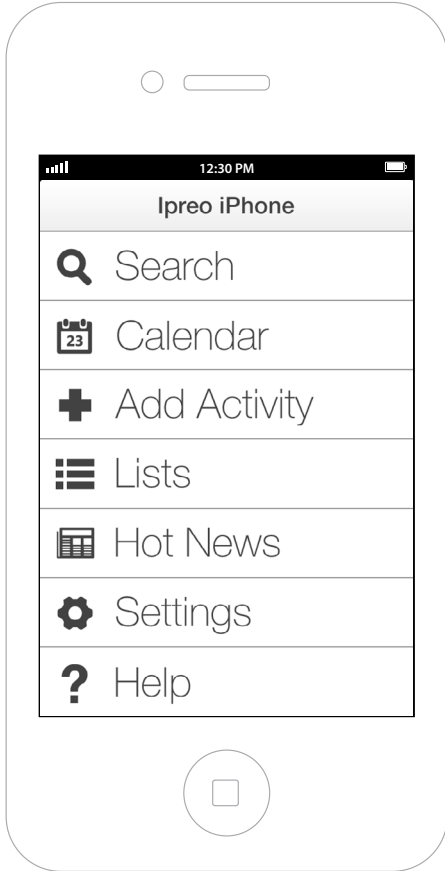 12:30 PM
Ipreo iPhone
Search
23
Calendar
Add Activity
Lists
Hot News
Settings
? Help